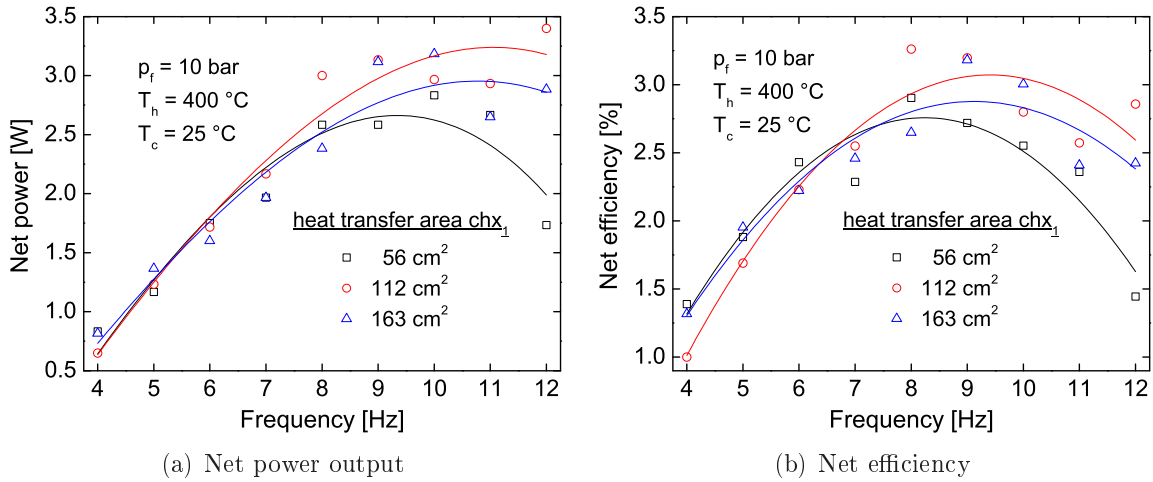 3.5
3.0
2.5
2.0
1.5
1.0
0.5
Net power [W]
p_f = 10 bar
T_h = 400 °C
T_c = 25 °C
heat transfer area chx_1
56 cm²
112 cm²
163 cm²
4 5 6 7 8 9 10 11 12
Frequency [Hz]
(a) Net power output
3.5
3.0
2.5
2.0
1.5
1.0
Net efficiency [%]
p_f = 10 bar
T_h = 400 °C
T_c = 25 °C
heat transfer area chx_1
56 cm²
112 cm²
163 cm²
4 5 6 7 8 9 10 11 12
Frequency [Hz]
(b) Net efficiency